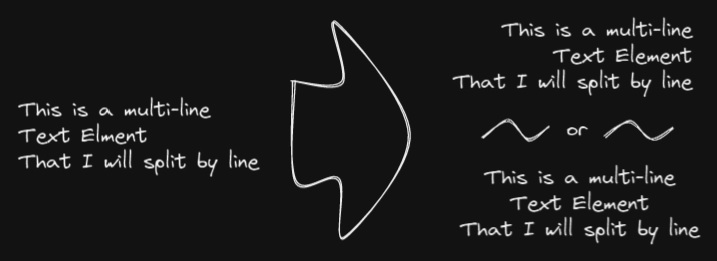 This is a multi-line
Text Elment
That I will split by line
This is a multi-line
Text Element
That I will split by line
or
This is a multi-line
Text Element
That I will split by line